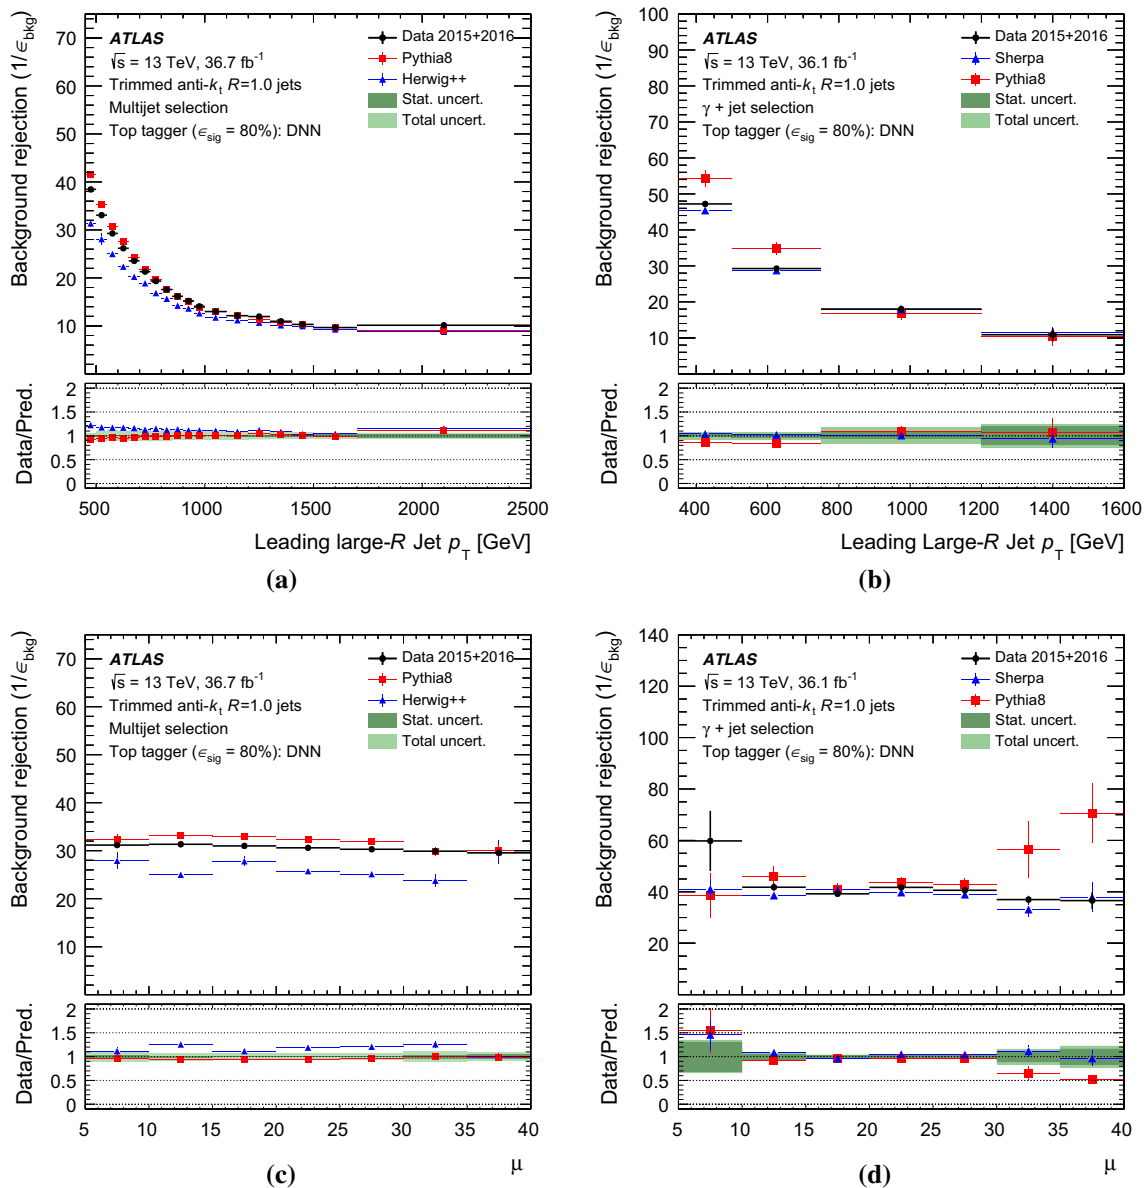 Background rejection (1/ϵbkg)
70
60
50
40
30
20
10
ATLAS
√s = 13 TeV, 36.7 fb⁻¹
Trimmed anti-kt R=1.0 jets
Multijet selection
Top tagger (ϵsig = 80%): DNN
Data 2015+2016
Pythia8
Herwig++
Stat. uncert.
Total uncert.
Data/Pred.
2
1.5
1
0.5
0
500 1000 1500 2000 2500
Leading large-R Jet pT [GeV]
(a)
Background rejection (1/ϵbkg)
100
90
80
70
60
50
40
30
20
10
ATLAS
√s = 13 TeV, 36.1 fb⁻¹
Trimmed anti-kt R=1.0 jets
γ + jet selection
Top tagger (ϵsig = 80%): DNN
Data 2015+2016
Sherpa
Pythia8
Stat. uncert.
Total uncert.
Data/Pred.
2
1.5
1
0.5
0
400 600 800 1000 1200 1400 1600
Leading Large-R Jet pT [GeV]
(b)
Background rejection (1/ϵbkg)
70
60
50
40
30
20
10
ATLAS
√s = 13 TeV, 36.7 fb⁻¹
Trimmed anti-kt R=1.0 jets
Multijet selection
Top tagger (ϵsig = 80%): DNN
Data 2015+2016
Pythia8
Herwig++
Stat. uncert.
Total uncert.
Data/Pred.
2
1.5
1
0.5
0
5 10 15 20 25 30 35 40
μ
(c)
Background rejection (1/ϵbkg)
140
120
100
80
60
40
20
ATLAS
√s = 13 TeV, 36.1 fb⁻¹
Trimmed anti-kt R=1.0 jets
γ + jet selection
Top tagger (ϵsig = 80%): DNN
Data 2015+2016
Sherpa
Pythia8
Stat. uncert.
Total uncert.
Data/Pred.
2
1.5
1
0.5
0
5 10 15 20 25 30 35 40
μ
(d)